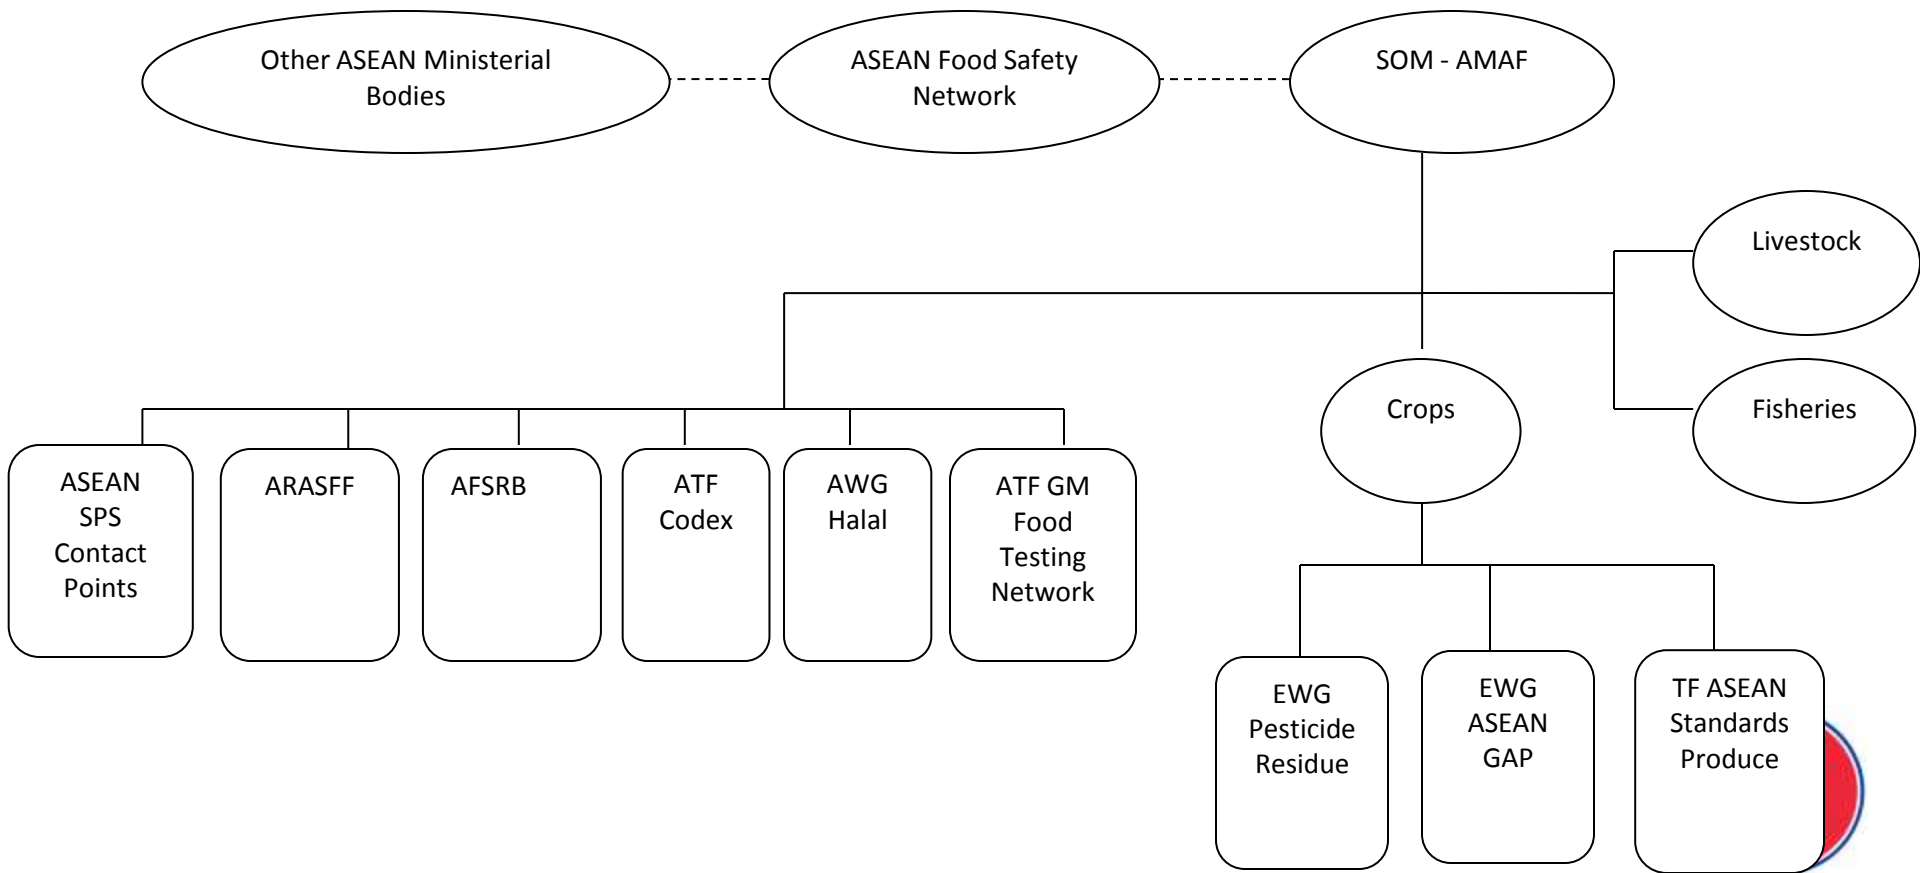 Other ASEAN Ministerial
Bodies
ASEAN Food Safety
Network
SOM - AMAF
Livestock
Crops
Fisheries
ASEAN
SPS
Contact
Points
ARASFF
AFSRB
ATF
Codex
AWG
Halal
ATF GM
Food
Testing
Network
EWG
Pesticide
Residue
EWG
ASEAN
GAP
TF ASEAN
Standards
Produce